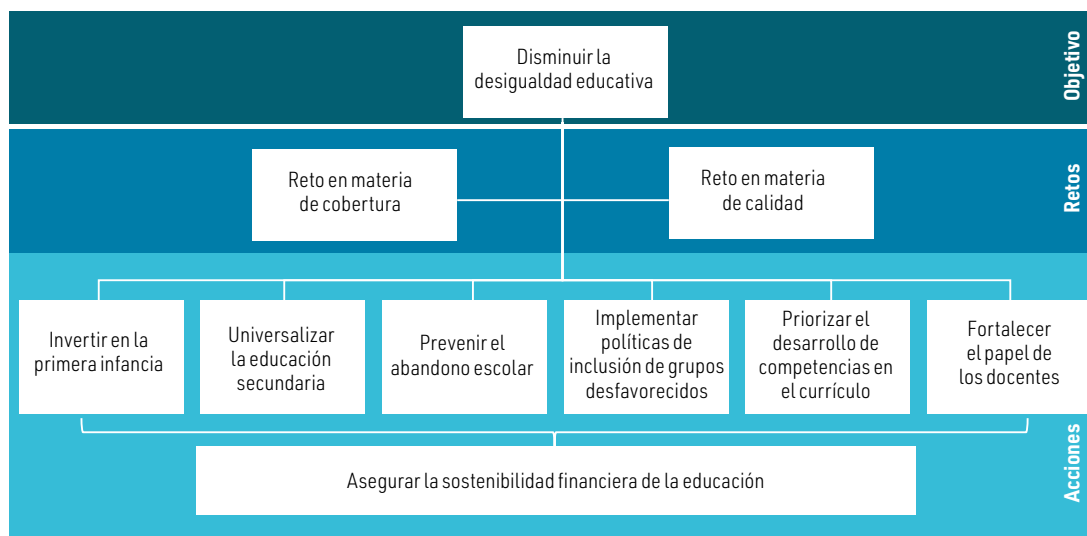 Disminuir la
desigualdad educativa
Objetivo
Reto en materia
de cobertura
Reto en materia
de calidad
Retos
Invertir en la
primera infancia
Universalizar
la educación
secundaria
Prevenir el
abandono escolar
Implementar
políticas de
inclusión de grupos
desfavorecidos
Priorizar el
desarrollo de
competencias en
el currículo
Fortalecer
el papel de
los docentes
Asegurar la sostenibilidad financiera de la educación
Acciones